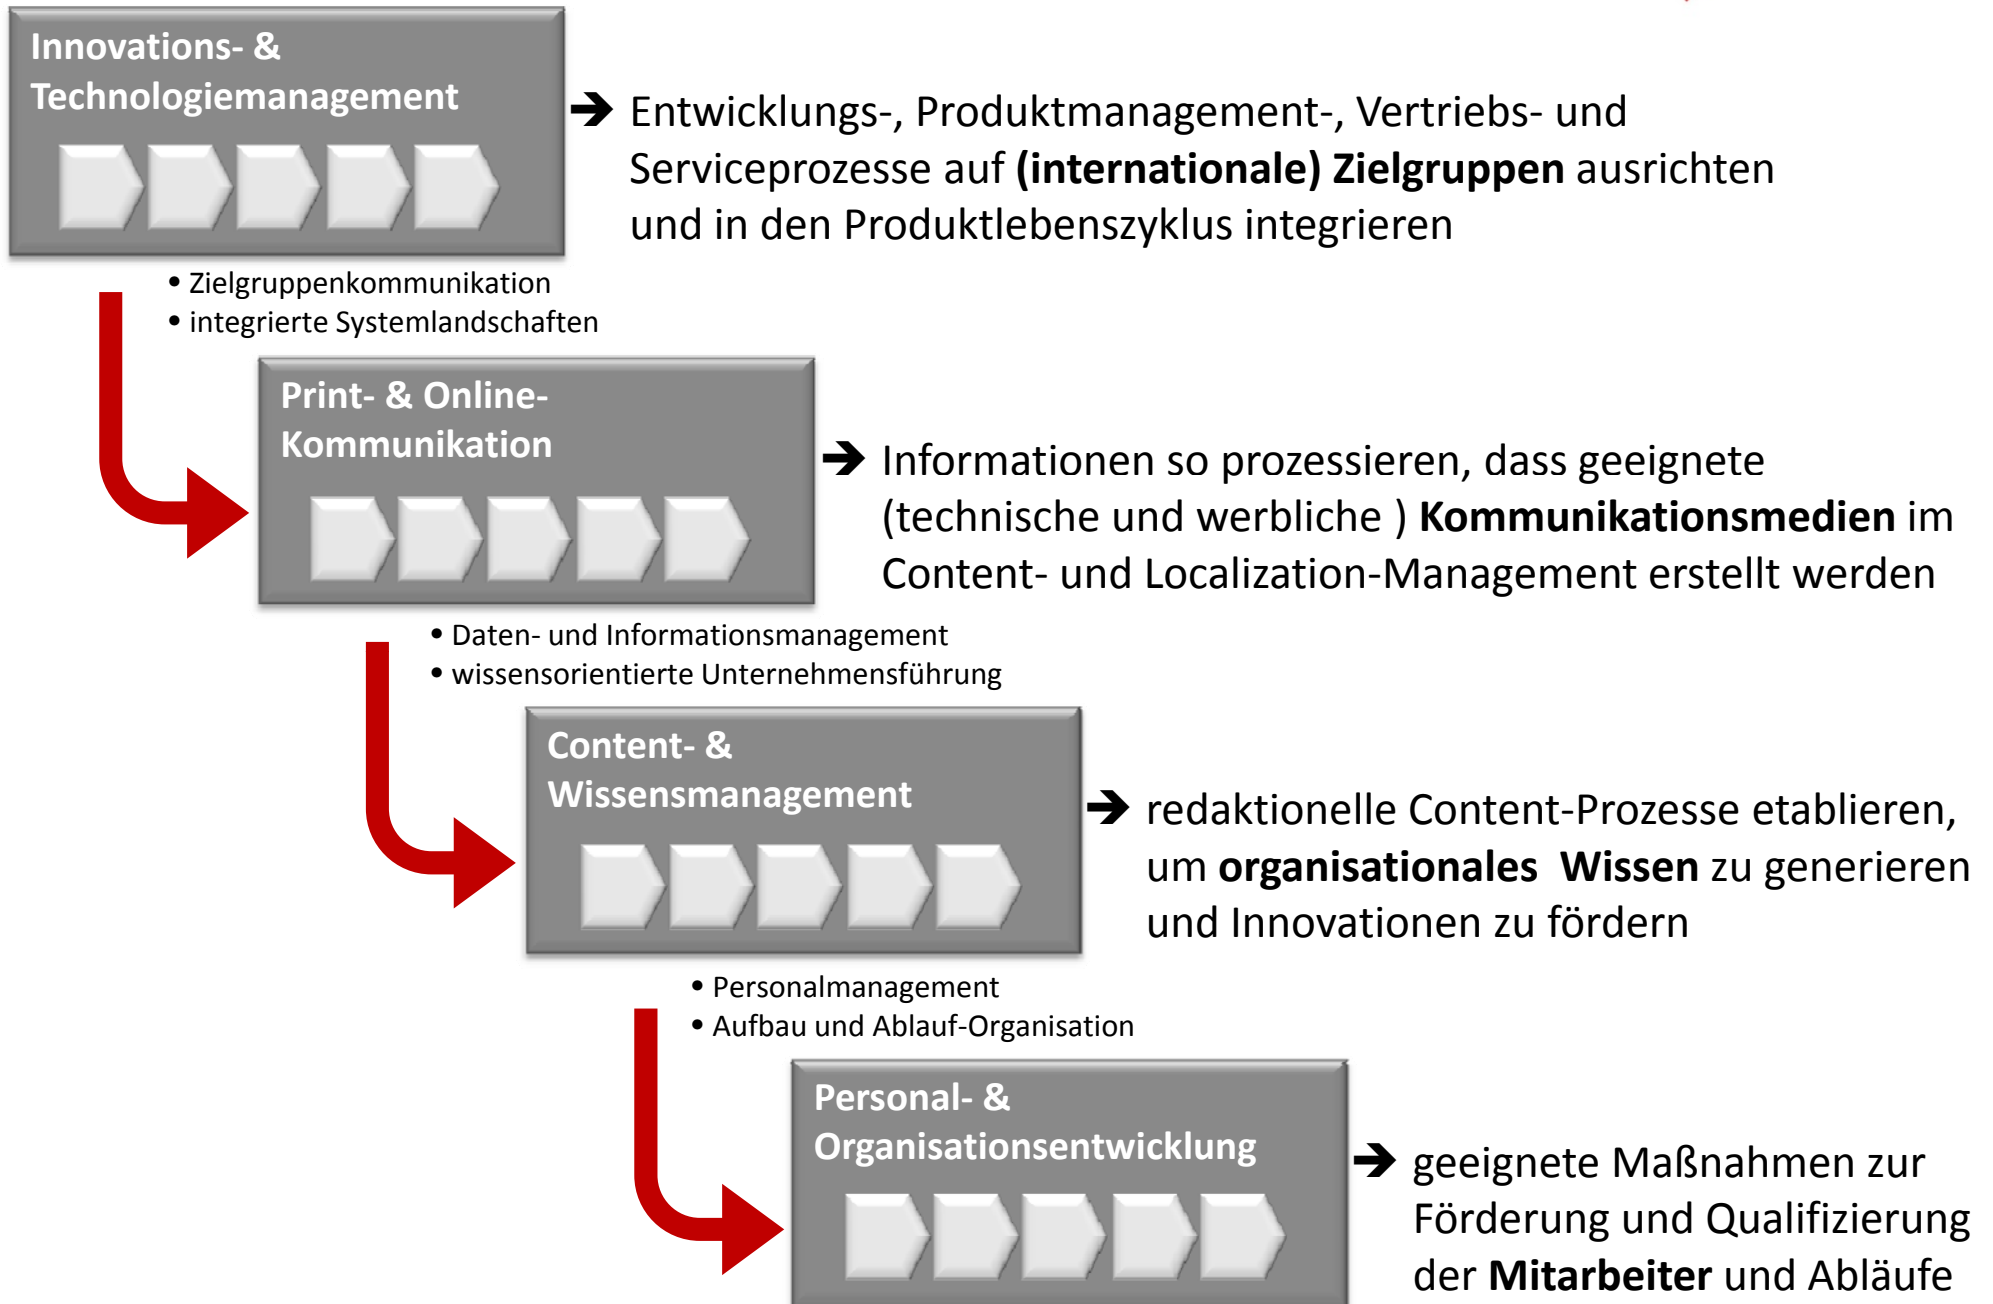 Innovations- &
Technologiemanagement
➔ Entwicklungs-, Produktmanagement-, Vertriebs- und
Serviceprozesse auf (internationale) Zielgruppen ausrichten
und in den Produktlebenszyklus integrieren
• Zielgruppenkommunikation
• integrierte Systemlandschaften
Print- & Online-
Kommunikation
➔ Informationen so prozessieren, dass geeignete
(technische und werbliche ) Kommunikationsmedien im
Content- und Localization-Management erstellt werden
• Daten- und Informationsmanagement
• wissensorientierte Unternehmensführung
Content- &
Wissensmanagement
➔ redaktionelle Content-Prozesse etablieren,
um organisationales  Wissen zu generieren
und Innovationen zu fördern
• Personalmanagement
• Aufbau und Ablauf-Organisation
Personal- &
Organisationsentwicklung
➔ geeignete Maßnahmen zur
Förderung und Qualifizierung
der Mitarbeiter und Abläufe